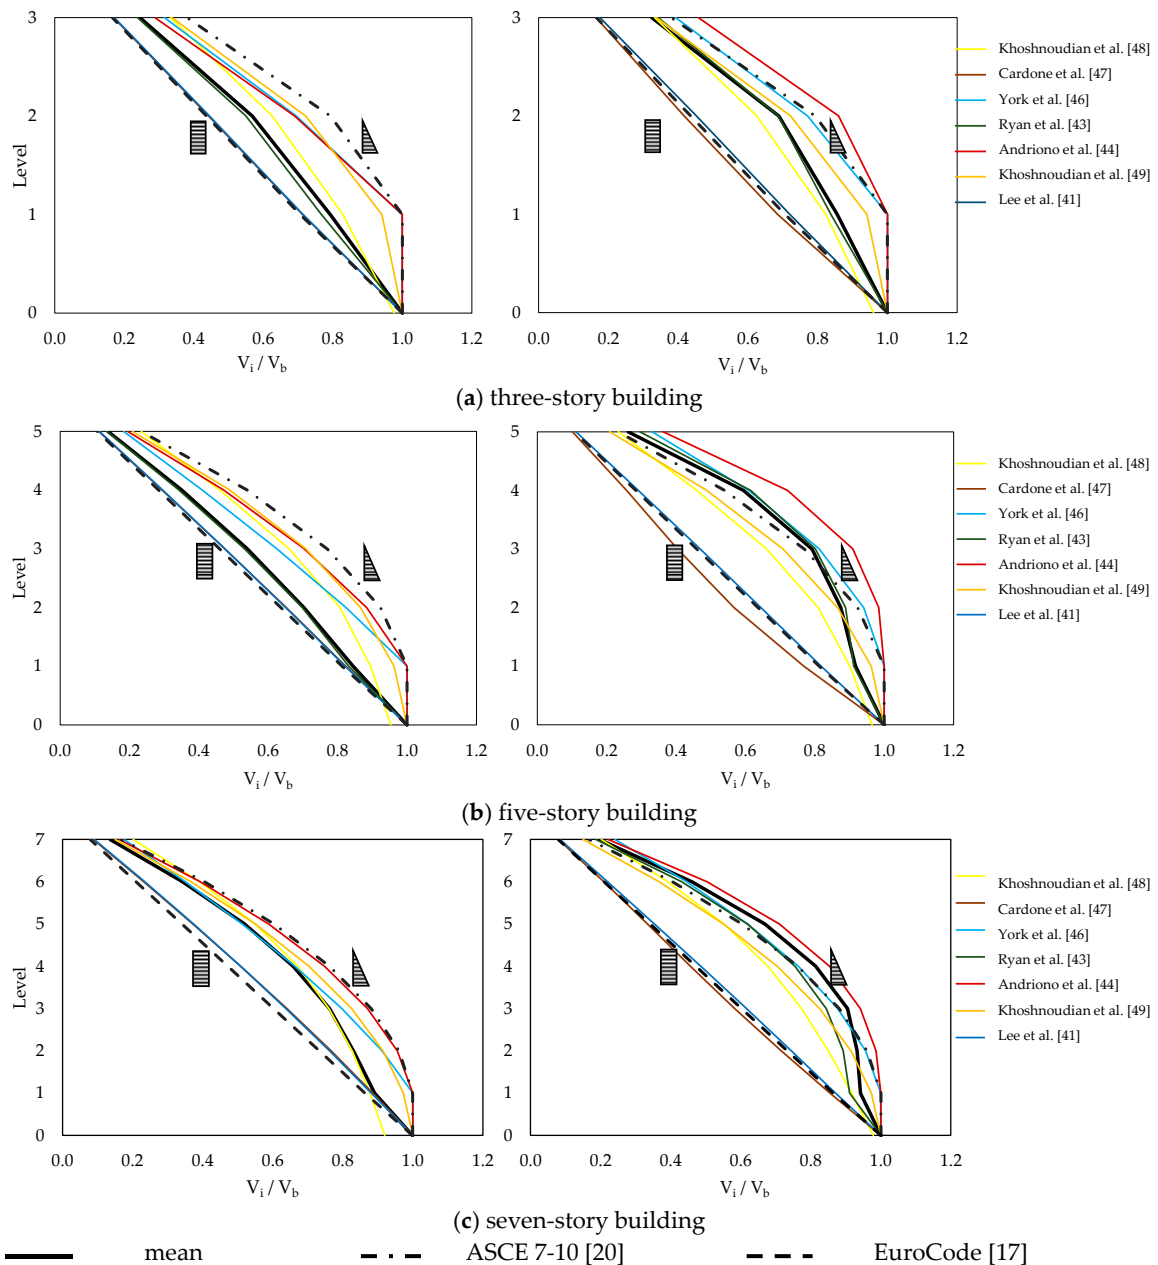 3
2
1
0
Level
0.0 0.2 0.4 0.6 0.8 1.0 1.2
Vi / Vb
0.0 0.2 0.4 0.6 0.8 1.0 1.2
Vi / Vb
3
2
1
0
Khoshnoudian et al. [48]
Cardone et al. [47]
York et al. [46]
Ryan et al. [43]
Andriono et al. [44]
Khoshnoudian et al. [49]
Lee et al. [41]
(a) three-story building
5
4
3
2
1
0
Level
0.0 0.2 0.4 0.6 0.8 1.0 1.2
Vi / Vb
5
4
3
2
1
0
0.0 0.2 0.4 0.6 0.8 1.0 1.2
Vi / Vb
Khoshnoudian et al. [48]
Cardone et al. [47]
York et al. [46]
Ryan et al. [43]
Andriono et al. [44]
Khoshnoudian et al. [49]
Lee et al. [41]
(b) five-story building
7
6
5
4
3
2
1
0
Level
0.0 0.2 0.4 0.6 0.8 1.0 1.2
Vi / Vb
7
6
5
4
3
2
1
0
0.0 0.2 0.4 0.6 0.8 1.0 1.2
Vi / Vb
Khoshnoudian et al. [48]
Cardone et al. [47]
York et al. [46]
Ryan et al. [43]
Andriono et al. [44]
Khoshnoudian et al. [49]
Lee et al. [41]
(c) seven-story building
mean ASCE 7-10 [20] EuroCode [17]